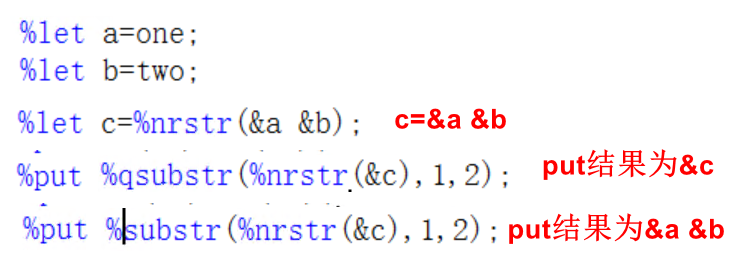 %let a=one;
%let b=two;
%let c=%nrstr(&a &b); c=&a &b
%put %qsubstr(%nrstr(&c),1,2); put结果为&c
%put %substr(%nrstr(&c),1,2); put结果为&a &b